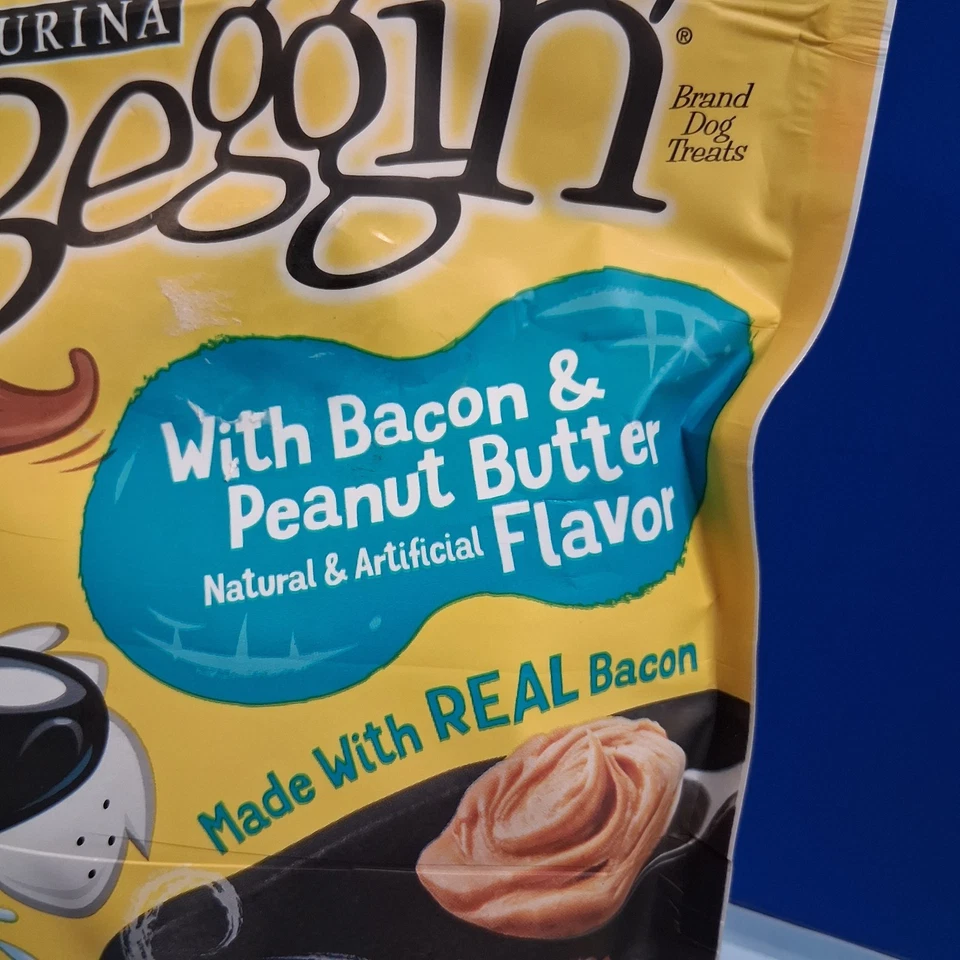 URINA
Beggin'®
Brand
Dog
Treats
With Bacon &
Peanut Butter
Natural & Artificial Flavor
Made With REAL Bacon